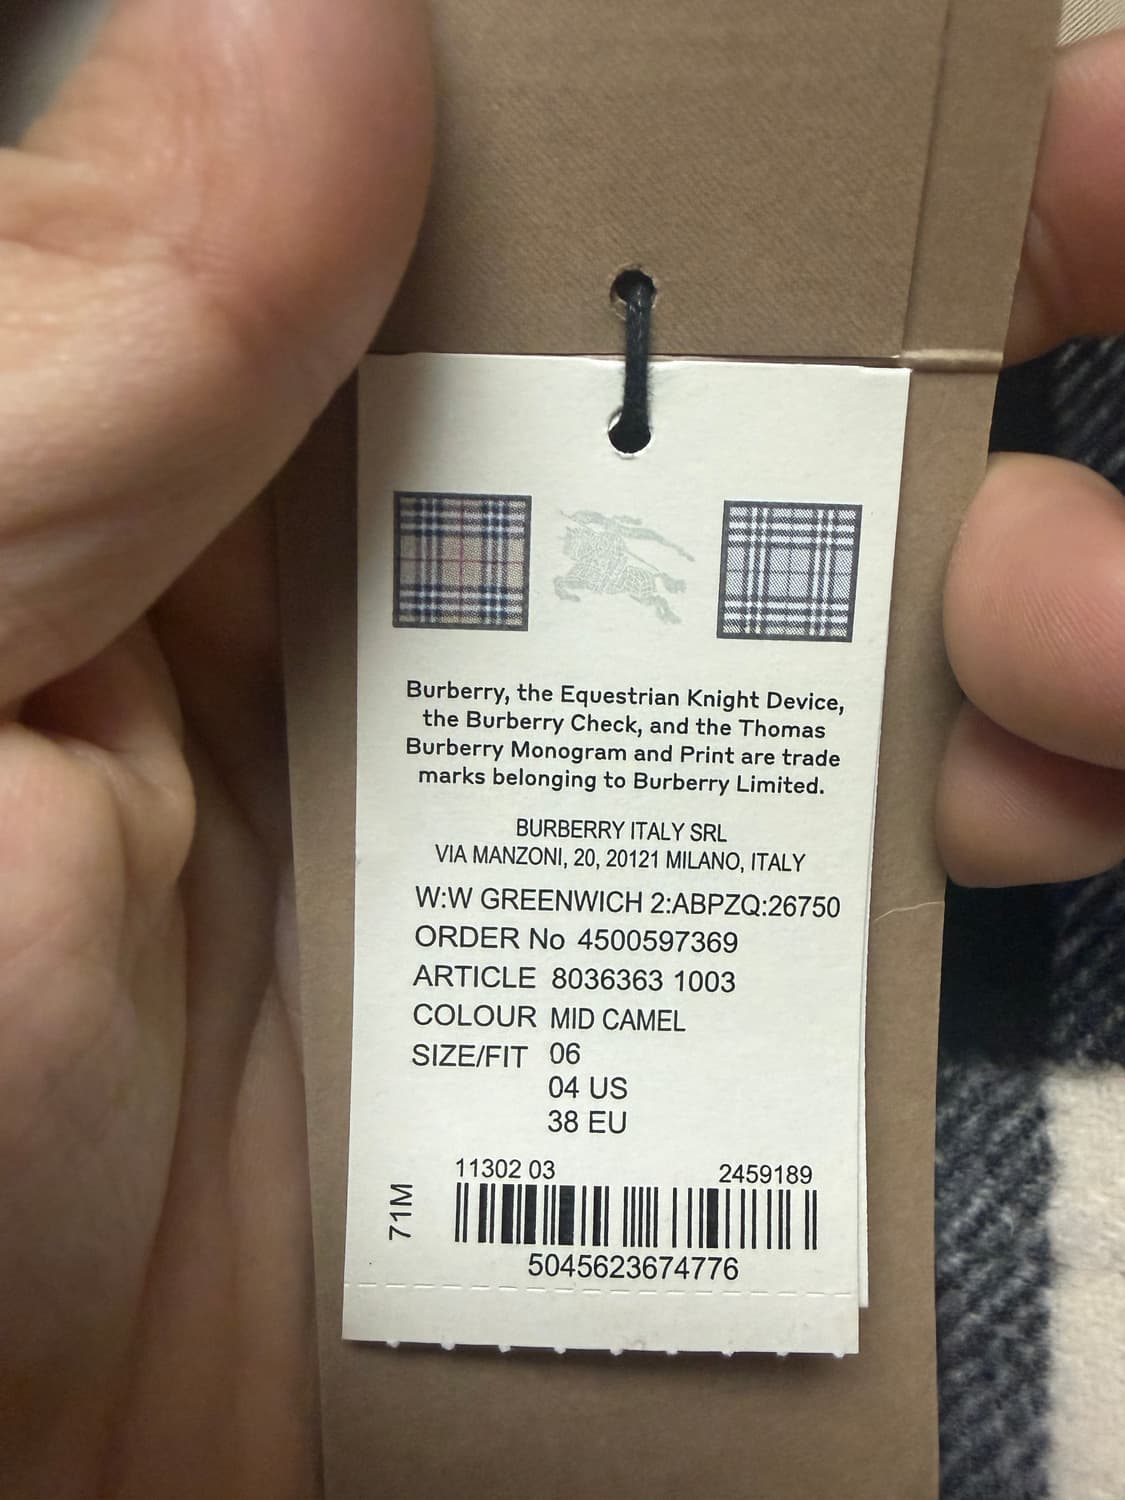 Burberry, the Equestrian Knight Device,
the Burberry Check, and the Thomas
Burberry Monogram and Print are trade
marks belonging to Burberry Limited.
BURBERRY ITALY SRL
VIA MANZONI, 20, 20121 MILANO, ITALY
W:W GREENWICH 2:ABPZQ:26750
ORDER No 4500597369
ARTICLE 8036363 1003
COLOUR MID CAMEL
SIZE/FIT 06
04 US
38 EU
11302 03 2459189
71M
5045623674776